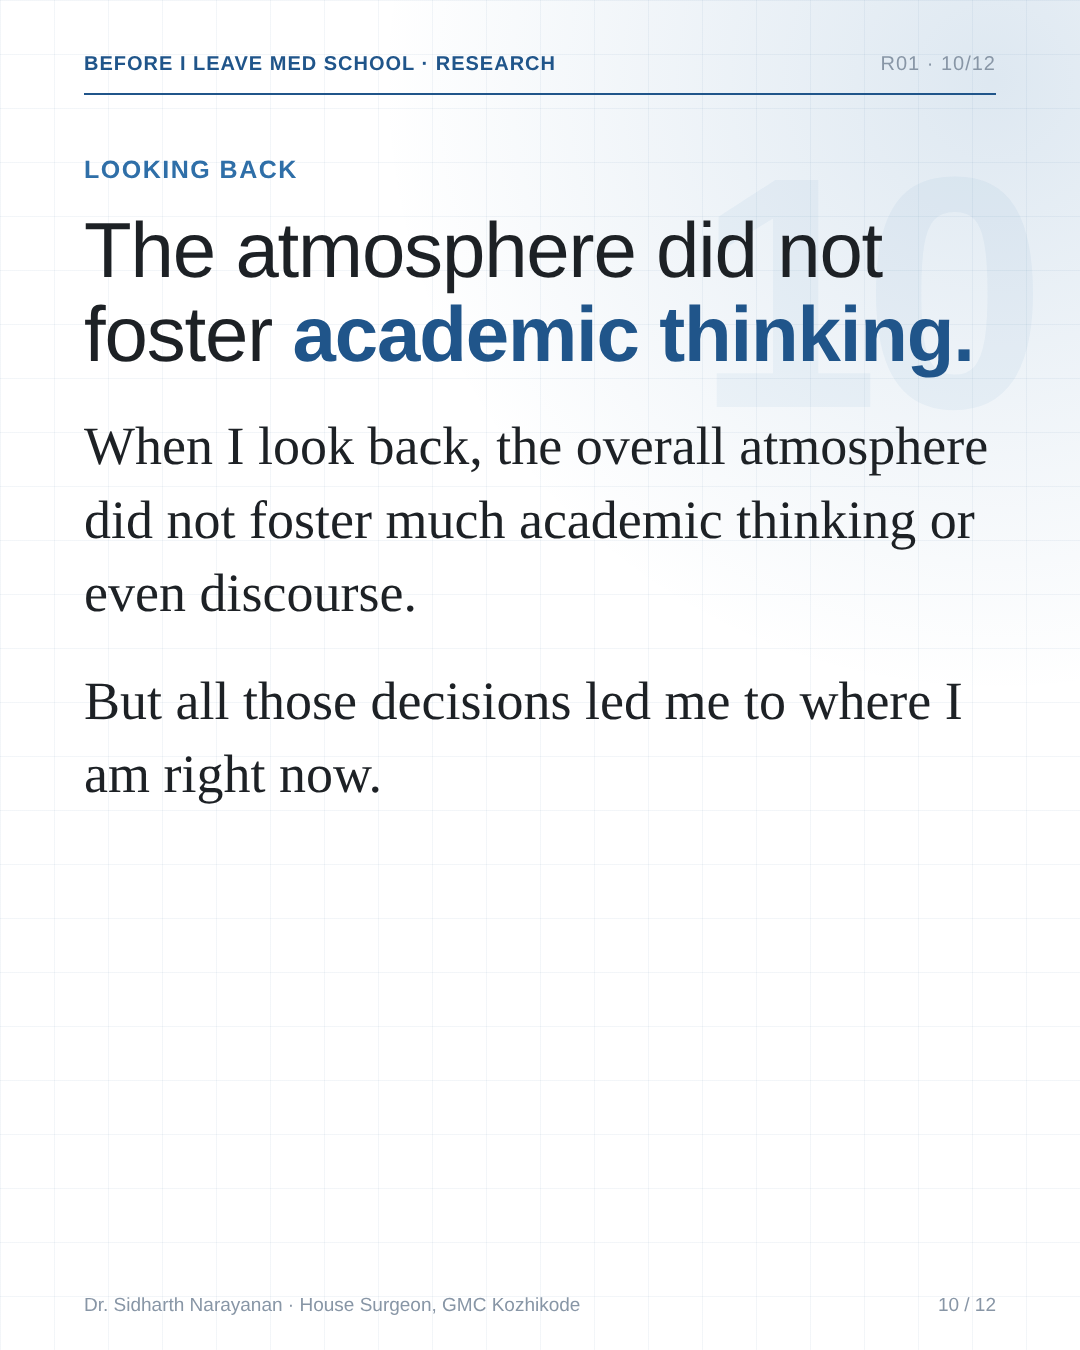 BEFORE I LEAVE MED SCHOOL · RESEARCH
R01 · 10/12
LOOKING BACK
10
The atmosphere did not
foster academic thinking.
When I look back, the overall atmosphere
did not foster much academic thinking or
even discourse.
But all those decisions led me to where I
am right now.
Dr. Sidharth Narayanan · House Surgeon, GMC Kozhikode
10 / 12